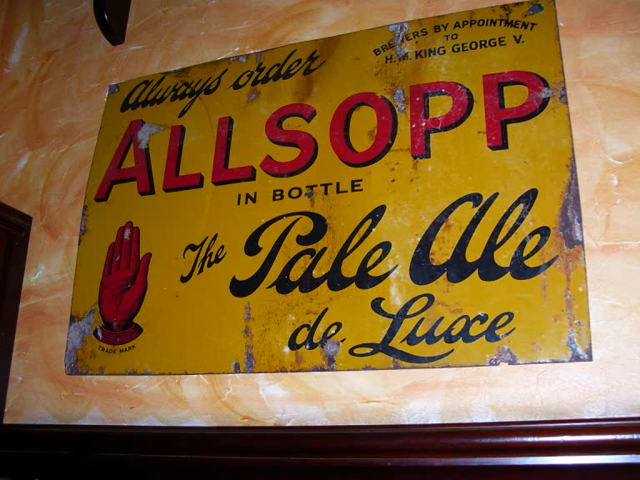 BREWERS BY APPOINTMENT
TO
H.M. KING GEORGE V.
Always order
ALLSOPP
IN BOTTLE
The Pale Ale
de Luxe
TRADE MARK